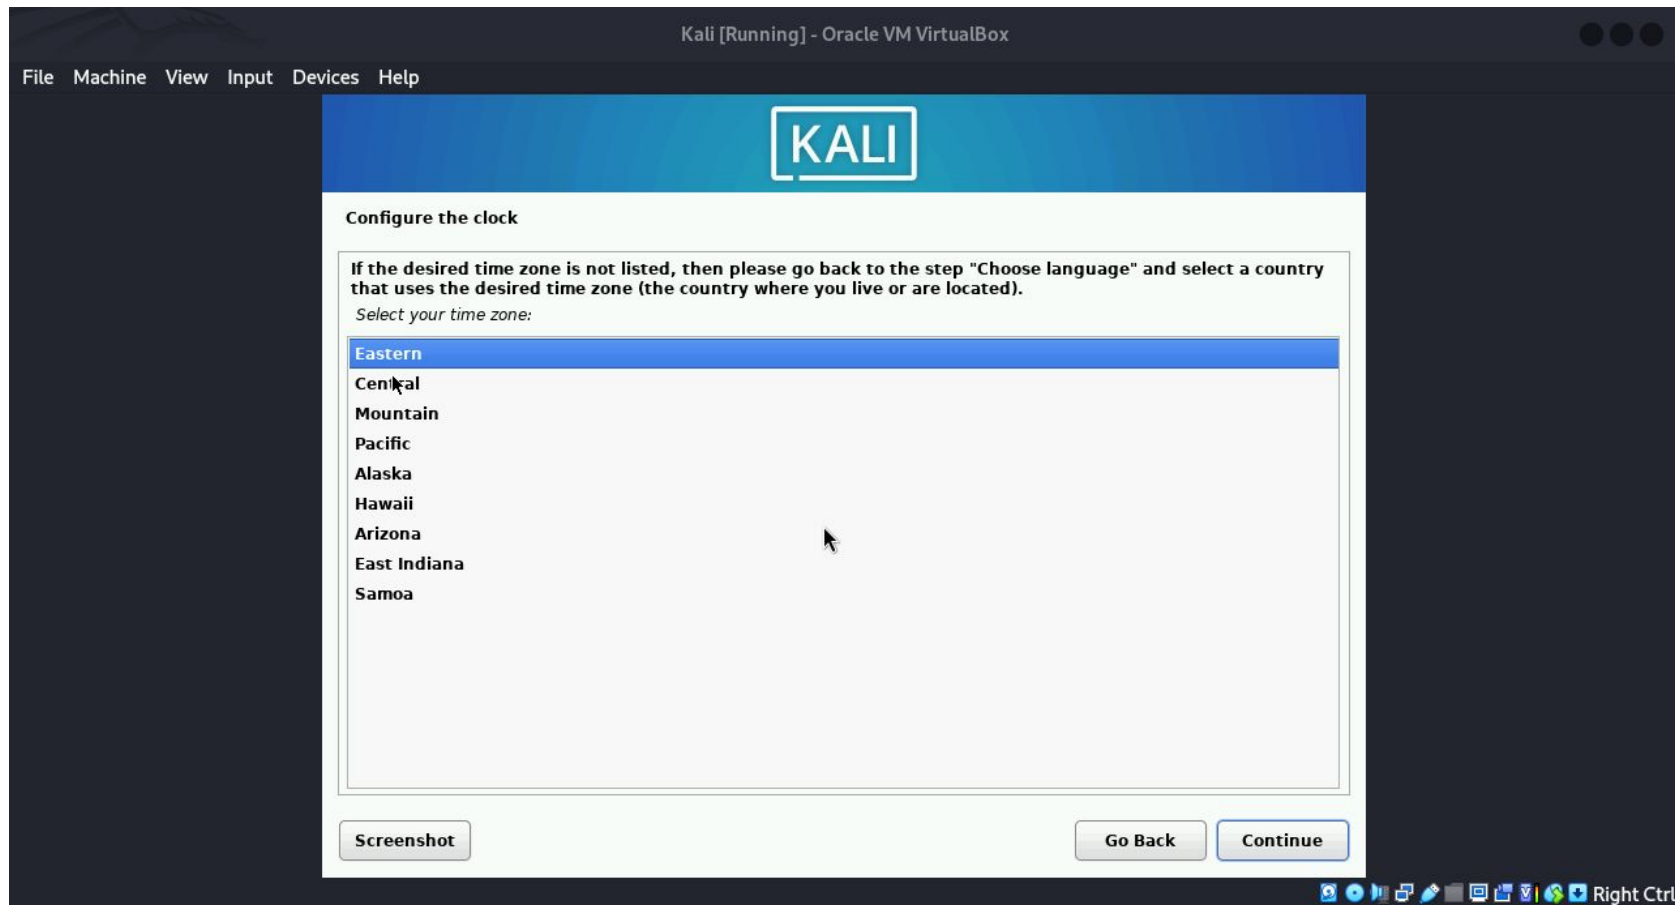 Kali [Running] - Oracle VM VirtualBox
File Machine View Input Devices Help
KALI
Configure the clock
If the desired time zone is not listed, then please go back to the step "Choose language" and select a country
that uses the desired time zone (the country where you live or are located).
Select your time zone:
Eastern
Central
Mountain
Pacific
Alaska
Hawaii
Arizona
East Indiana
Samoa
Screenshot Go Back Continue
Right Ctrl